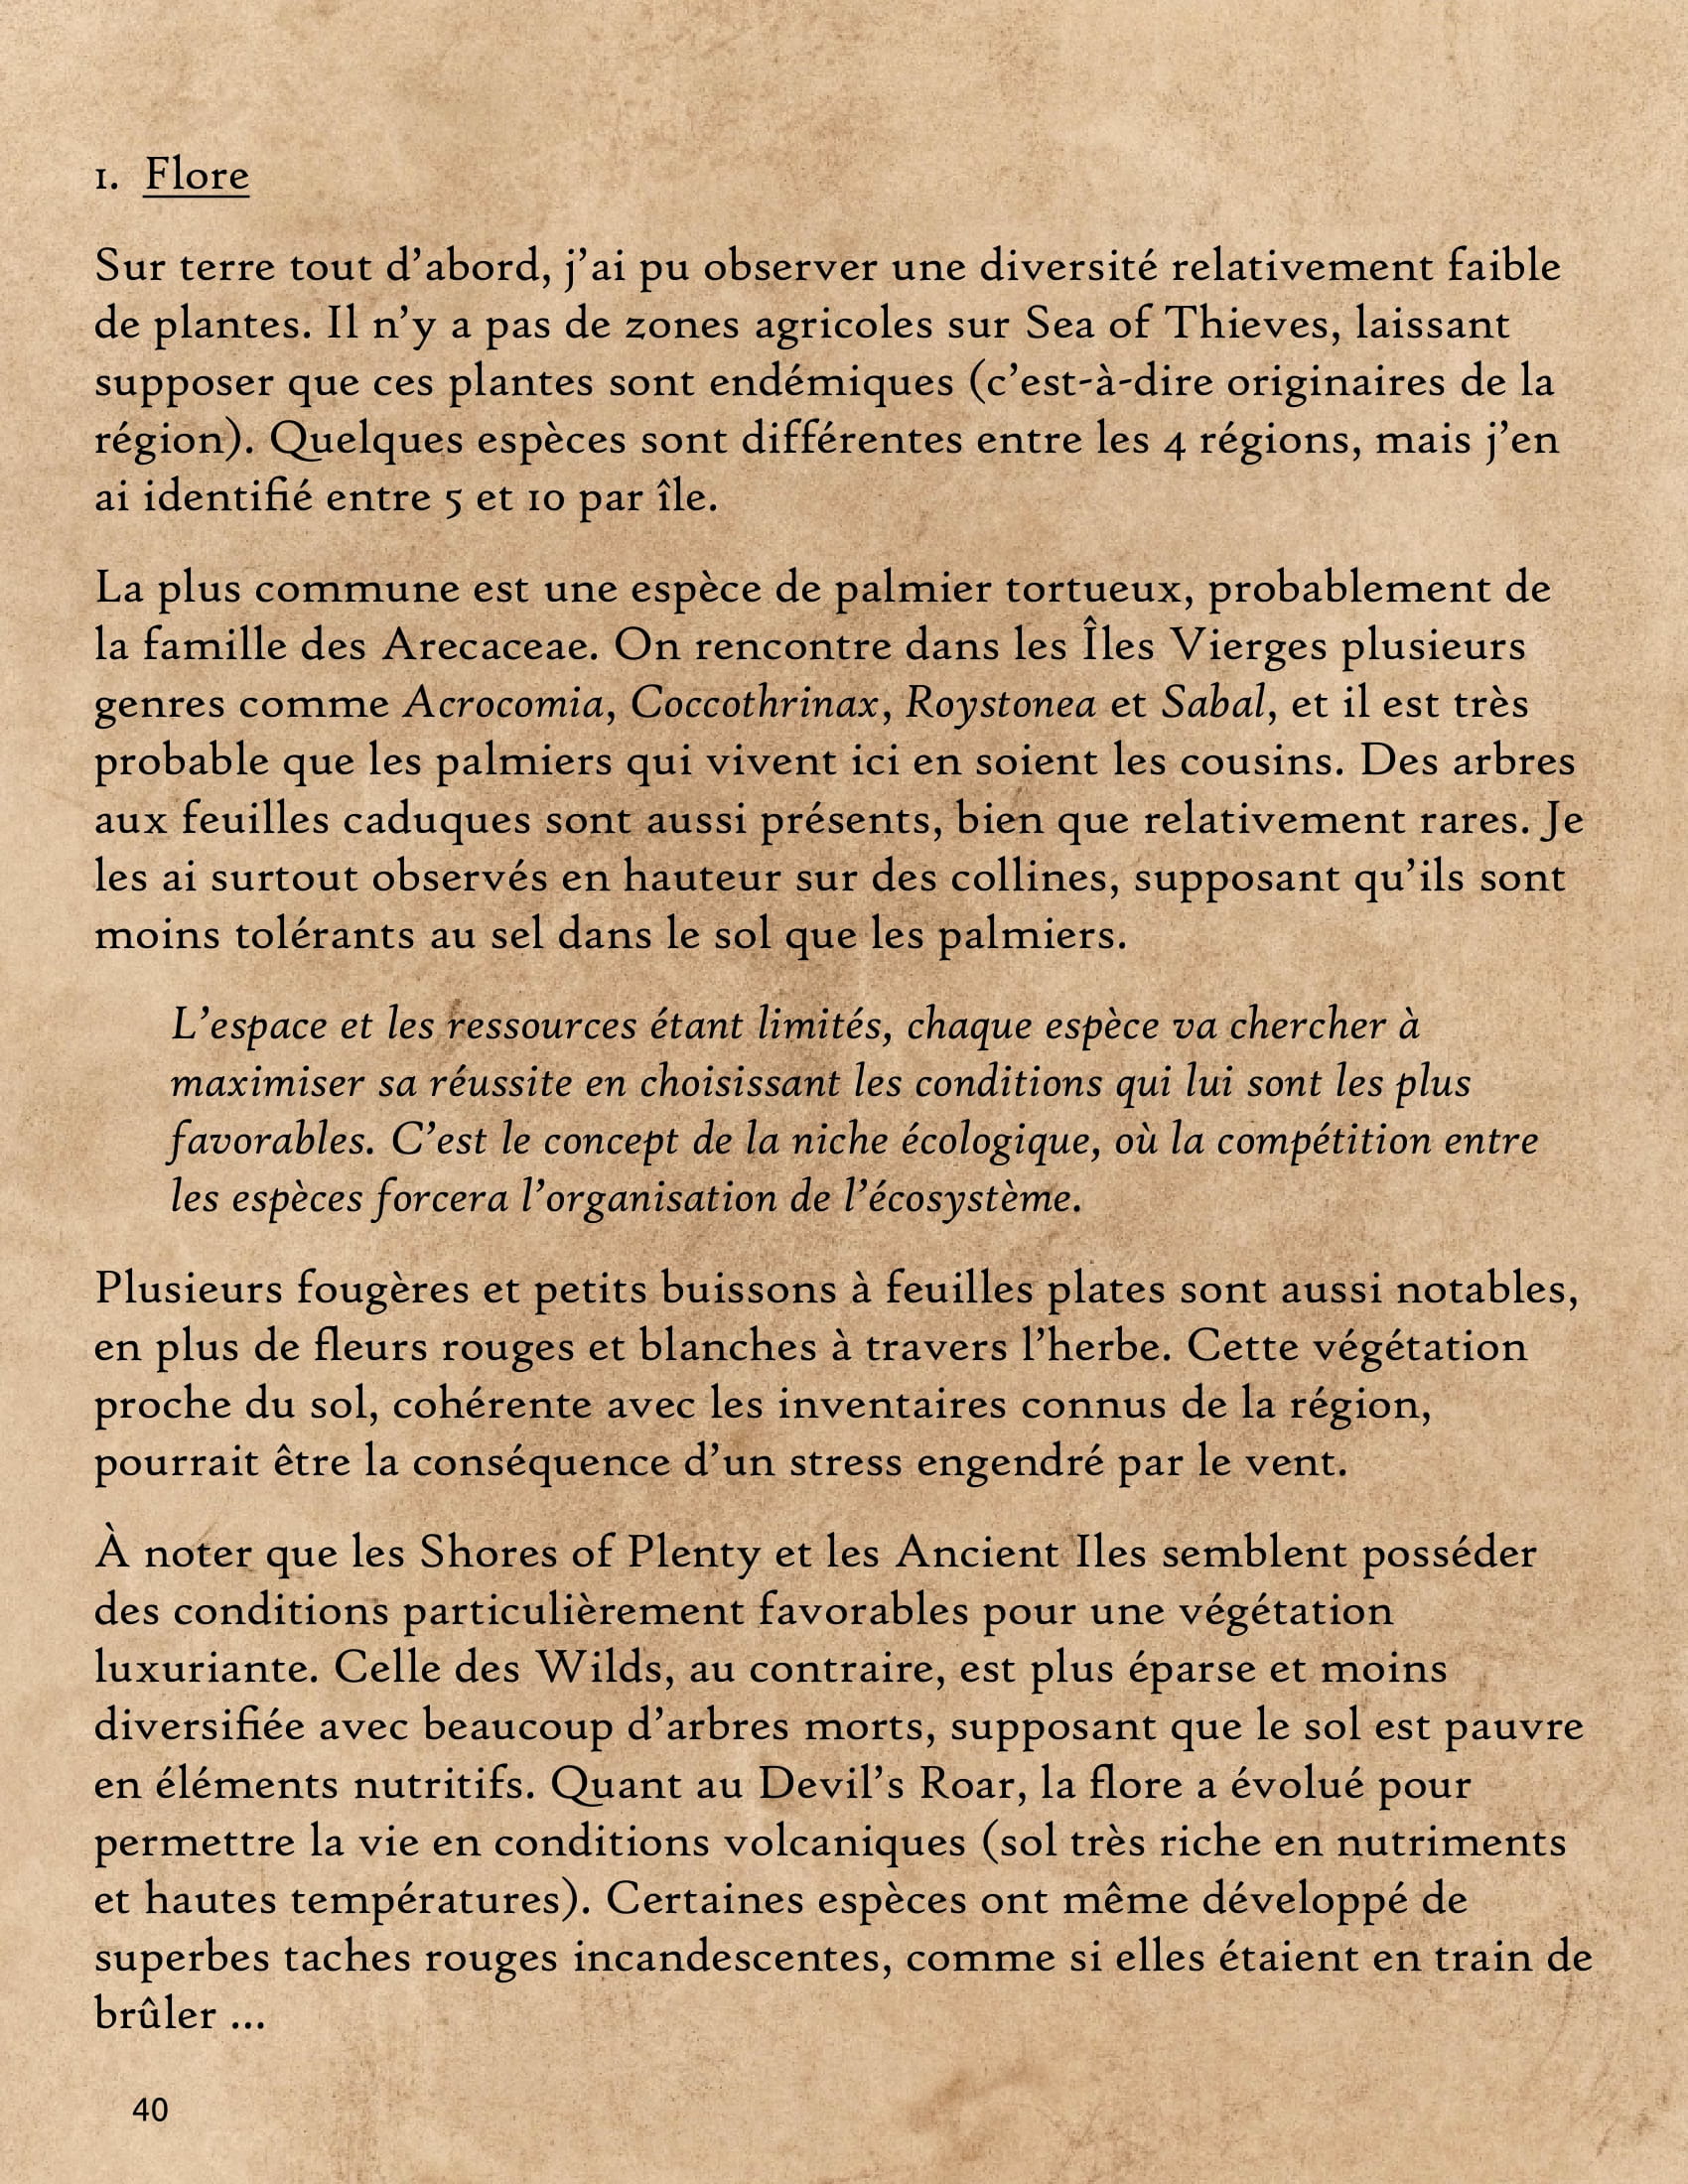 1. Flore
Sur terre tout d’abord, j’ai pu observer une diversité relativement faible
de plantes. Il n’y a pas de zones agricoles sur Sea of Thieves, laissant
supposer que ces plantes sont endémiques (c’est-à-dire originaires de la
région). Quelques espèces sont différentes entre les 4 régions, mais j’en
ai identifié entre 5 et 10 par île.
La plus commune est une espèce de palmier tortueux, probablement de
la famille des Arecaceae. On rencontre dans les Îles Vierges plusieurs
genres comme Acrocomia, Coccothrinax, Roystonea et Sabal, et il est très
probable que les palmiers qui vivent ici en soient les cousins. Des arbres
aux feuilles caduques sont aussi présents, bien que relativement rares. Je
les ai surtout observés en hauteur sur des collines, supposant qu’ils sont
moins tolérants au sel dans le sol que les palmiers.
L’espace et les ressources étant limités, chaque espèce va chercher à
maximiser sa réussite en choisissant les conditions qui lui sont les plus
favorables. C’est le concept de la niche écologique, où la compétition entre
les espèces forcera l’organisation de l’écosystème.
Plusieurs fougères et petits buissons à feuilles plates sont aussi notables,
en plus de fleurs rouges et blanches à travers l’herbe. Cette végétation
proche du sol, cohérente avec les inventaires connus de la région,
pourrait être la conséquence d’un stress engendré par le vent.
À noter que les Shores of Plenty et les Ancient Iles semblent posséder
des conditions particulièrement favorables pour une végétation
luxuriante. Celle des Wilds, au contraire, est plus éparse et moins
diversifiée avec beaucoup d’arbres morts, supposant que le sol est pauvre
en éléments nutritifs. Quant au Devil’s Roar, la flore a évolué pour
permettre la vie en conditions volcaniques (sol très riche en nutriments
et hautes températures). Certaines espèces ont même développé de
superbes taches rouges incandescentes, comme si elles étaient en train de
brûler ...
40